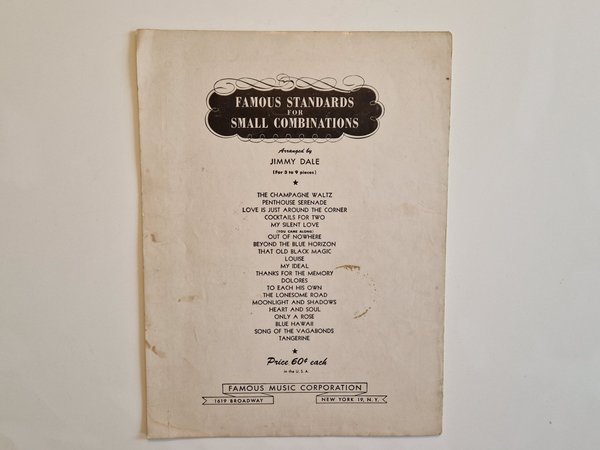 FAMOUS STANDARDS
FOR
SMALL COMBINATIONS
Arranged by
JIMMY DALE
(For 3 to 9 pieces)
THE CHAMPAGNE WALTZ
PENTHOUSE SERENADE
LOVE IS JUST AROUND THE CORNER
COCKTAILS FOR TWO
MY SILENT LOVE
(YOU CAME ALONG)
OUT OF NOWHERE
BEYOND THE BLUE HORIZON
THAT OLD BLACK MAGIC
LOUISE
MY IDEAL
THANKS FOR THE MEMORY
DOLORES
TO EACH HIS OWN
THE LONESOME ROAD
MOONLIGHT AND SHADOWS
HEART AND SOUL
ONLY A ROSE
BLUE HAWAII
SONG OF THE VAGABONDS
TANGERINE
Price 60¢ each
in the U. S. A.
FAMOUS MUSIC CORPORATION
1619 BROADWAY NEW YORK 19, N. Y.